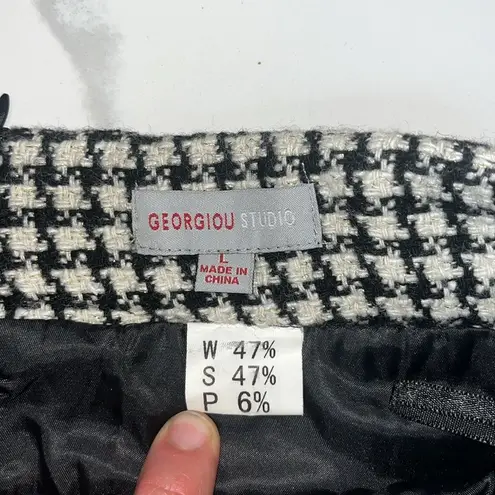 GEORGIOU STUDIO
L
MADE IN
CHINA
W 47%
S 47%
P 6%